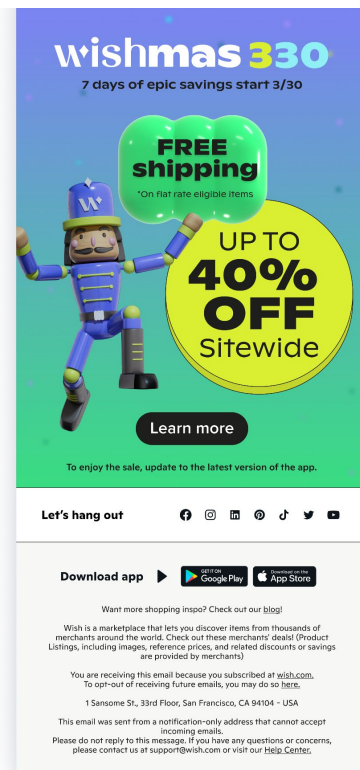 wishmas 330
7 days of epic savings start 3/30
FREE
shipping
*On flat rate eligible items
W
UP TO
40%
OFF
Sitewide
Learn more
To enjoy the sale, update to the latest version of the app.
Let's hang out
Download app
GET IT ON
Google Play
Download on the
App Store
Want more shopping inspo? Check out our blog!
Wish is a marketplace that lets you discover items from thousands of
merchants around the world. Check out these merchants' deals! (Product
Listings, including images, reference prices, and related discounts or savings
are provided by merchants)
You are receiving this email because you subscribed at wish.com.
To opt-out of receiving future emails, you may do so here.
1 Sansome St., 33rd Floor, San Francisco, CA 94104 - USA
This email was sent from a notification-only address that cannot accept
incoming emails.
Please do not reply to this message. If you have any questions or concerns,
please contact us at support@wish.com or visit our Help Center.